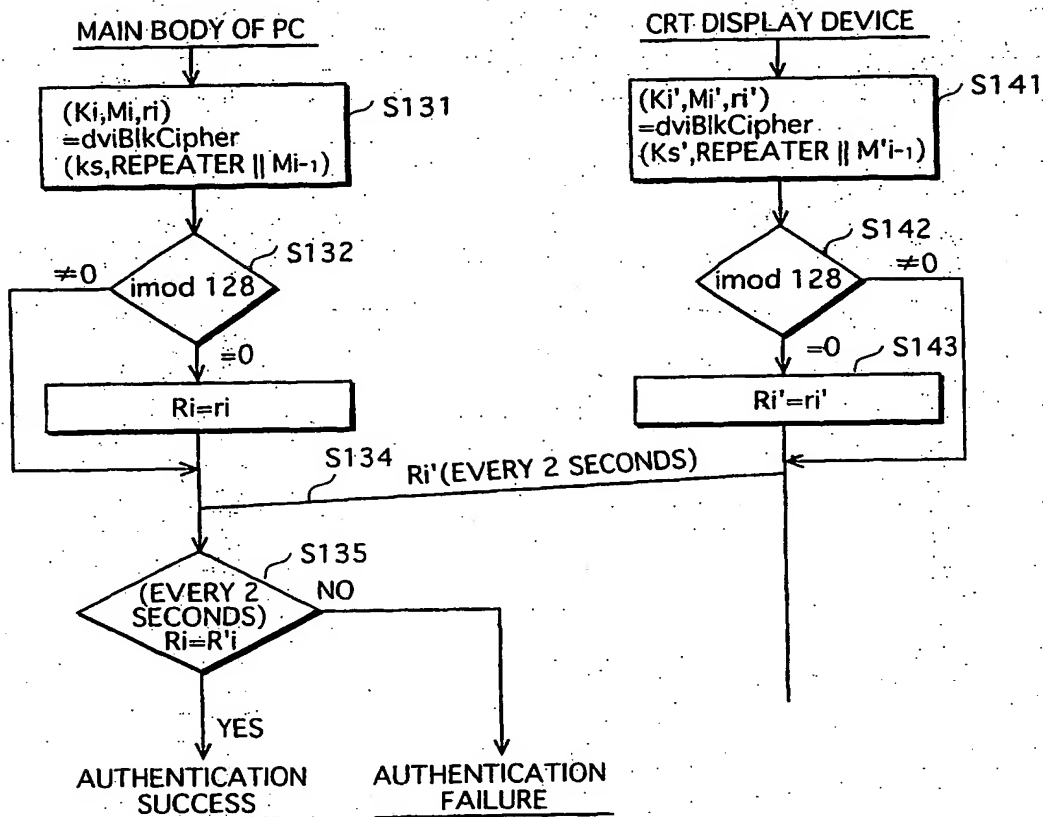 MAIN BODY OF PC
(Ki,Mi,ri)
=dviBlkCipher
(ks,REPEATER || Mi-1)
S131
imod 128
S132
≠0
=0
Ri=ri
S134
(EVERY 2
SECONDS)
Ri=R'i
S135
NO
YES
AUTHENTICATION
SUCCESS
AUTHENTICATION
FAILURE
CRT DISPLAY DEVICE
(Ki',Mi',ri')
=dviBlkCipher
(Ks',REPEATER || M'i-1)
S141
imod 128
S142
≠0
=0
S143
Ri'=ri'
Ri'(EVERY 2 SECONDS)